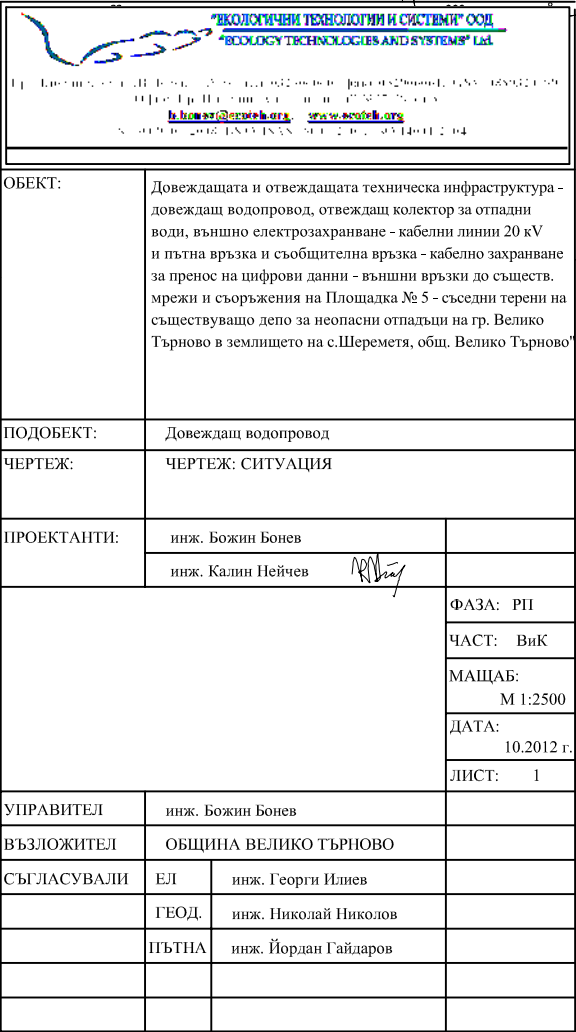 "ЕКОЛОГИЧНИ ТЕХНОЛОГИИ И СИСТЕМИ" ООД
"ECOLOGY TECHNOLOGIES AND SYSTEMS" Ltd.
ОБЕКТ:
Довеждащата и отвеждащата техническа инфраструктура -
довеждащ водопровод, отвеждащ колектор за отпадни
води, външно електрозахранване - кабелни линии 20 kV
и пътна връзка и съобщителна връзка - кабелно захранване
за пренос на цифрови данни - външни връзки до съществ.
мрежи и съоръжения на Площадка № 5 - съседни терени на
съществуващо депо за неопасни отпадъци на гр. Велико
Търново в землището на с.Шереметя, общ. Велико Търново"
ПОДОБЕКТ: Довеждащ водопровод
ЧЕРТЕЖ: ЧЕРТЕЖ: СИТУАЦИЯ
ПРОЕКТАНТИ: инж. Божин Бонев
инж. Калин Нейчев
ФАЗА: РП
ЧАСТ: ВиК
МАЩАБ:
М 1:2500
ДАТА:
10.2012 г.
ЛИСТ: 1
УПРАВИТЕЛ инж. Божин Бонев
ВЪЗЛОЖИТЕЛ ОБЩИНА ВЕЛИКО ТЪРНОВО
СЪГЛАСУВАЛИ ЕЛ инж. Георги Илиев
ГЕОД. инж. Николай Николов
ПЪТНА инж. Йордан Гайдаров